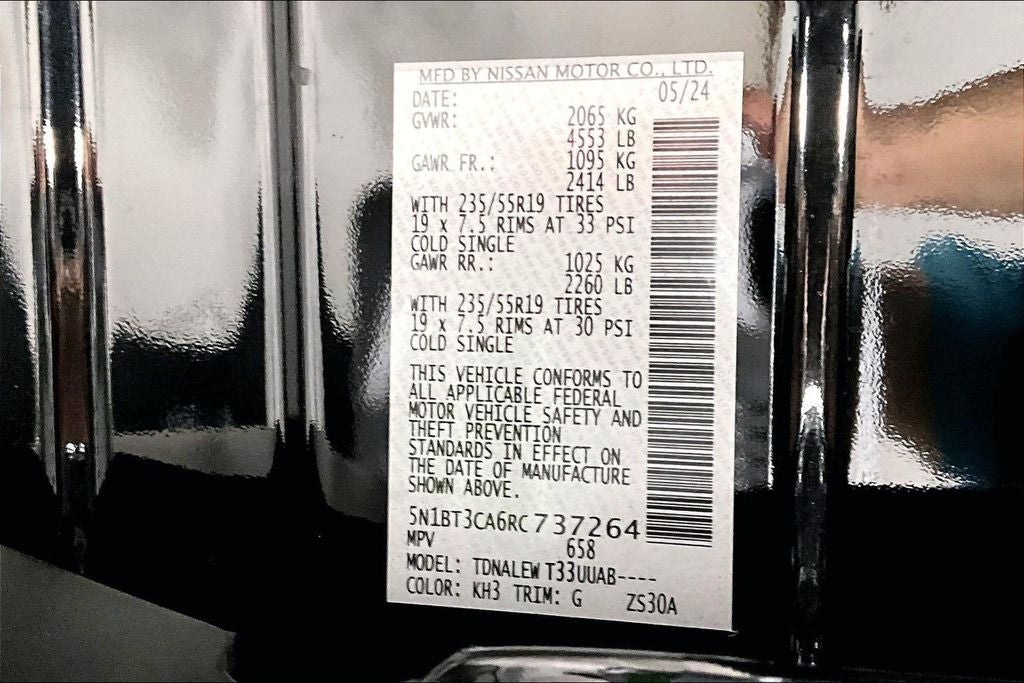 MFD BY NISSAN MOTOR CO., LTD.
DATE: 05/24
GVWR: 2065 KG
4553 LB
GAWR FR.: 1095 KG
2414 LB
WITH 235/55R19 TIRES
19 x 7.5 RIMS AT 33 PSI
COLD SINGLE
GAWR RR.: 1025 KG
2260 LB
WITH 235/55R19 TIRES
19 x 7.5 RIMS AT 30 PSI
COLD SINGLE
THIS VEHICLE CONFORMS TO
ALL APPLICABLE FEDERAL
MOTOR VEHICLE SAFETY AND
THEFT PREVENTION
STANDARDS IN EFFECT ON
THE DATE OF MANUFACTURE
SHOWN ABOVE.
5N1BT3CA6RC737264
MPV 658
MODEL: TDNALEW T33UUAB----
COLOR: KH3 TRIM: G ZS30A